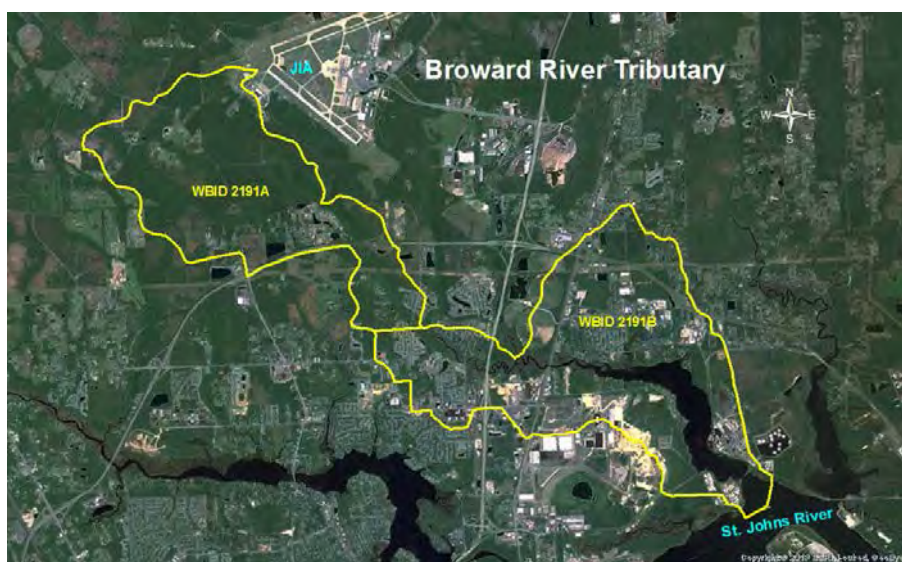 JIA
Broward River Tributary
N
W E
S
WBID 2191A
WBID 2191B
St. Johns River